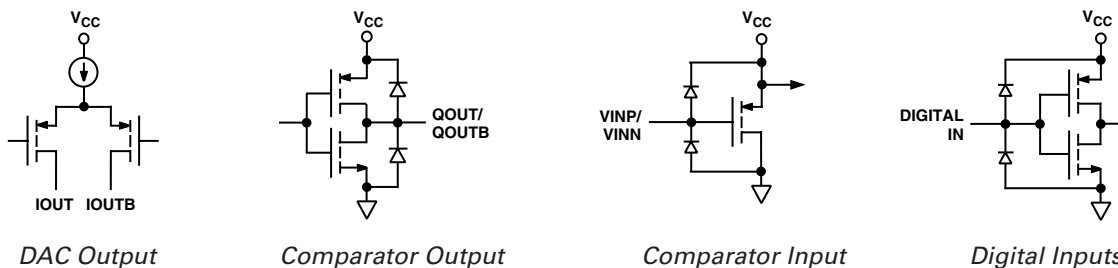 VCC
IOUT IOUTB
DAC Output
VCC
QOUT/
QOUTB
Comparator Output
VCC
VINP/
VINN
Comparator Input
VCC
DIGITAL
IN
Digital Inputs